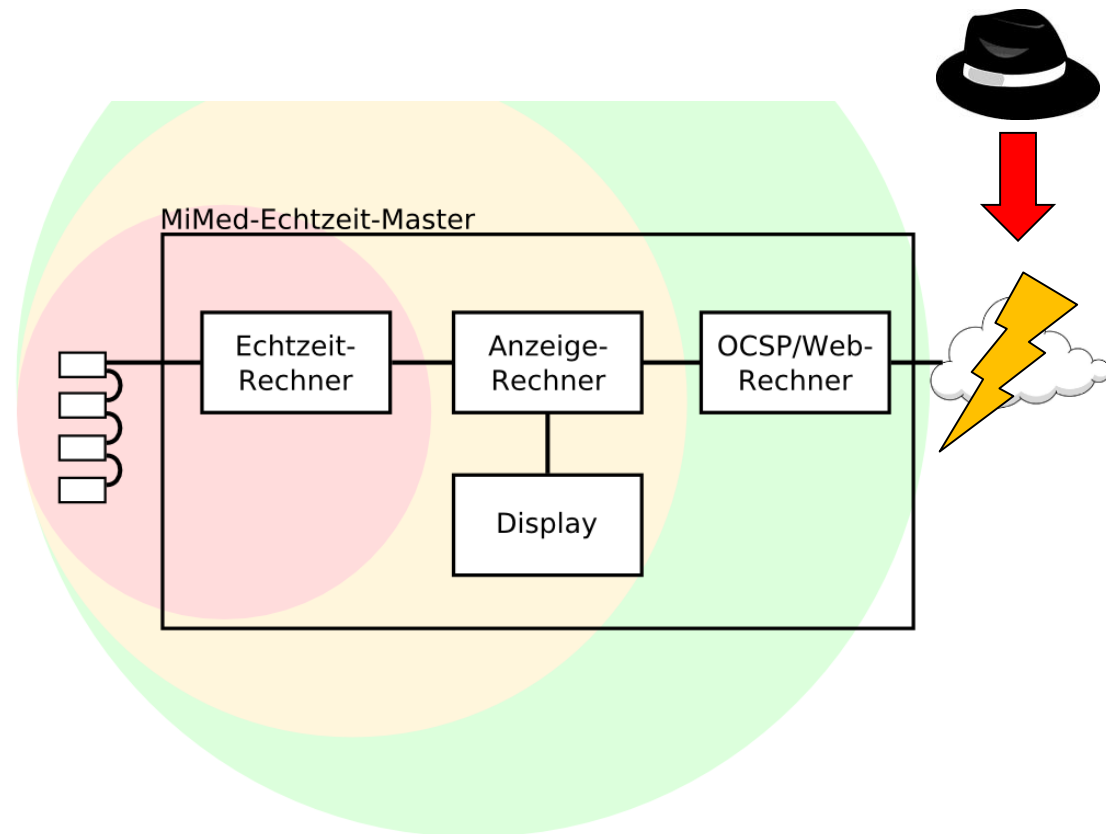 MiMed-Echtzeit-Master
Echtzeit-
Rechner
Anzeige-
Rechner
OCSP/Web-
Rechner
Display